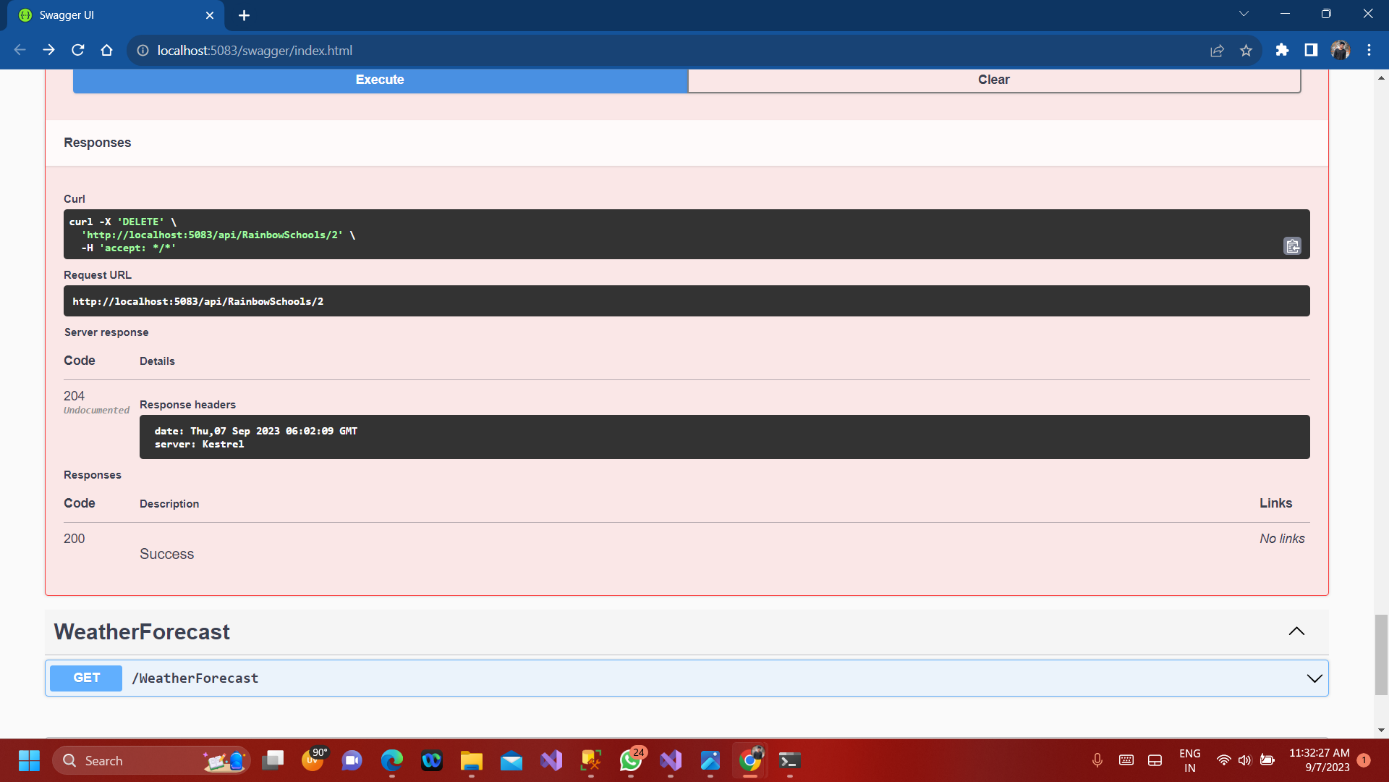 Swagger UI
localhost:5083/swagger/index.html
Execute
Clear
Responses
Curl
curl -X 'DELETE' \
'http://localhost:5083/api/RainbowSchools/2' \
-H 'accept: */*'
Request URL
http://localhost:5083/api/RainbowSchools/2
Server response
Code Details
204
Undocumented
Response headers
date: Thu,07 Sep 2023 06:02:09 GMT
server: Kestrel
Responses
Code Description Links
200
Success
No links
WeatherForecast
GET /WeatherForecast
Search
90°
24
ENG
IN
11:32:27 AM
9/7/2023
1